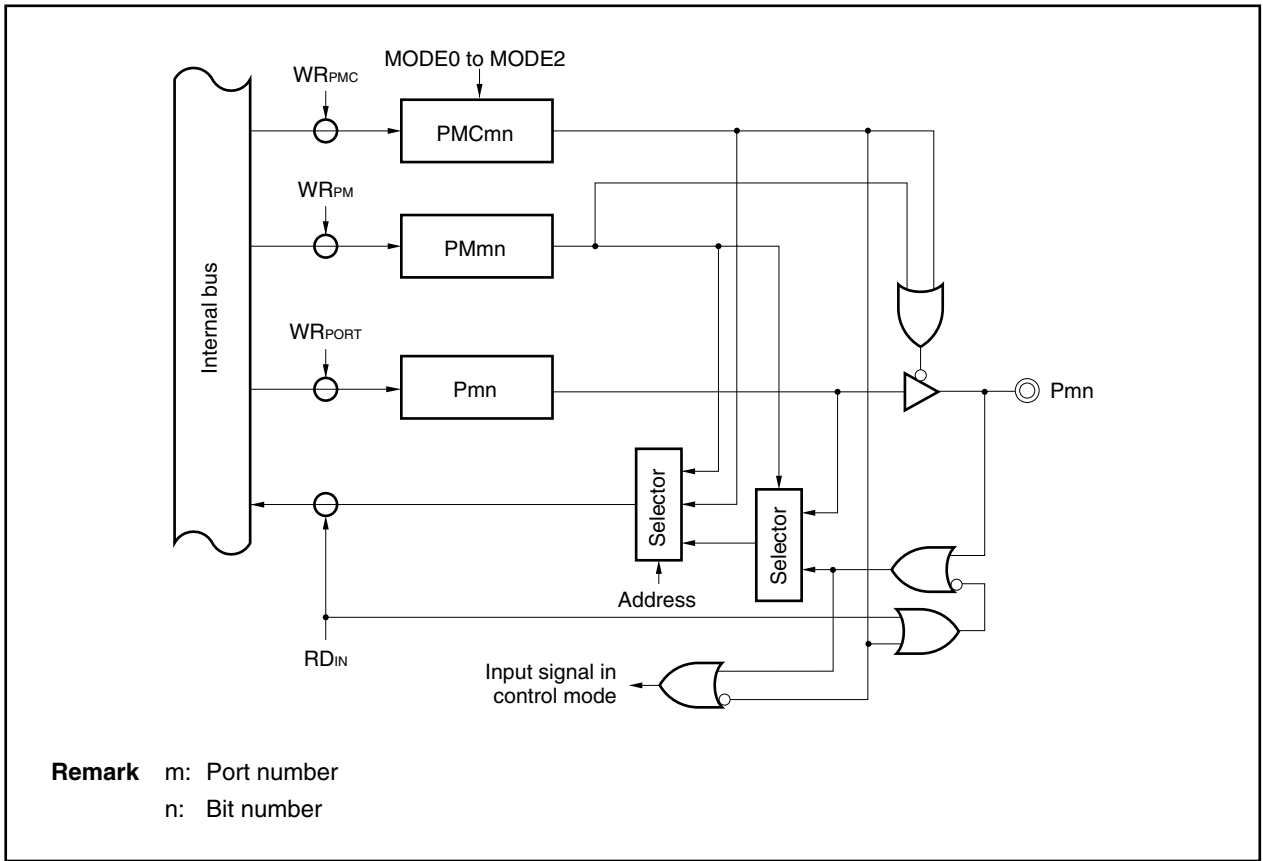 MODE0 to MODE2
WRPMC
PMCmn
WRPM
PMmn
Internal bus
WRPORT
Pmn
Pmn
Selector
Selector
Address
RDIN
Input signal in
control mode
Remark m: Port number
n: Bit number